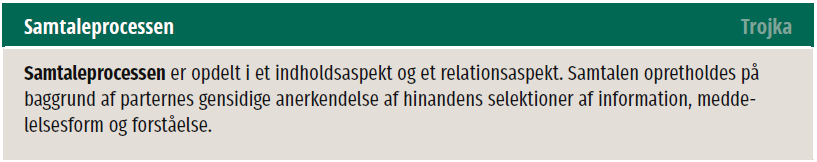 Samtaleprocessen Trojka
Samtaleprocessen er opdelt i et indholdsaspekt og et relationsaspekt. Samtalen opretholdes på
baggrund af parternes gensidige anerkendelse af hinandens selektioner af information, medde-
lelsesform og forståelse.